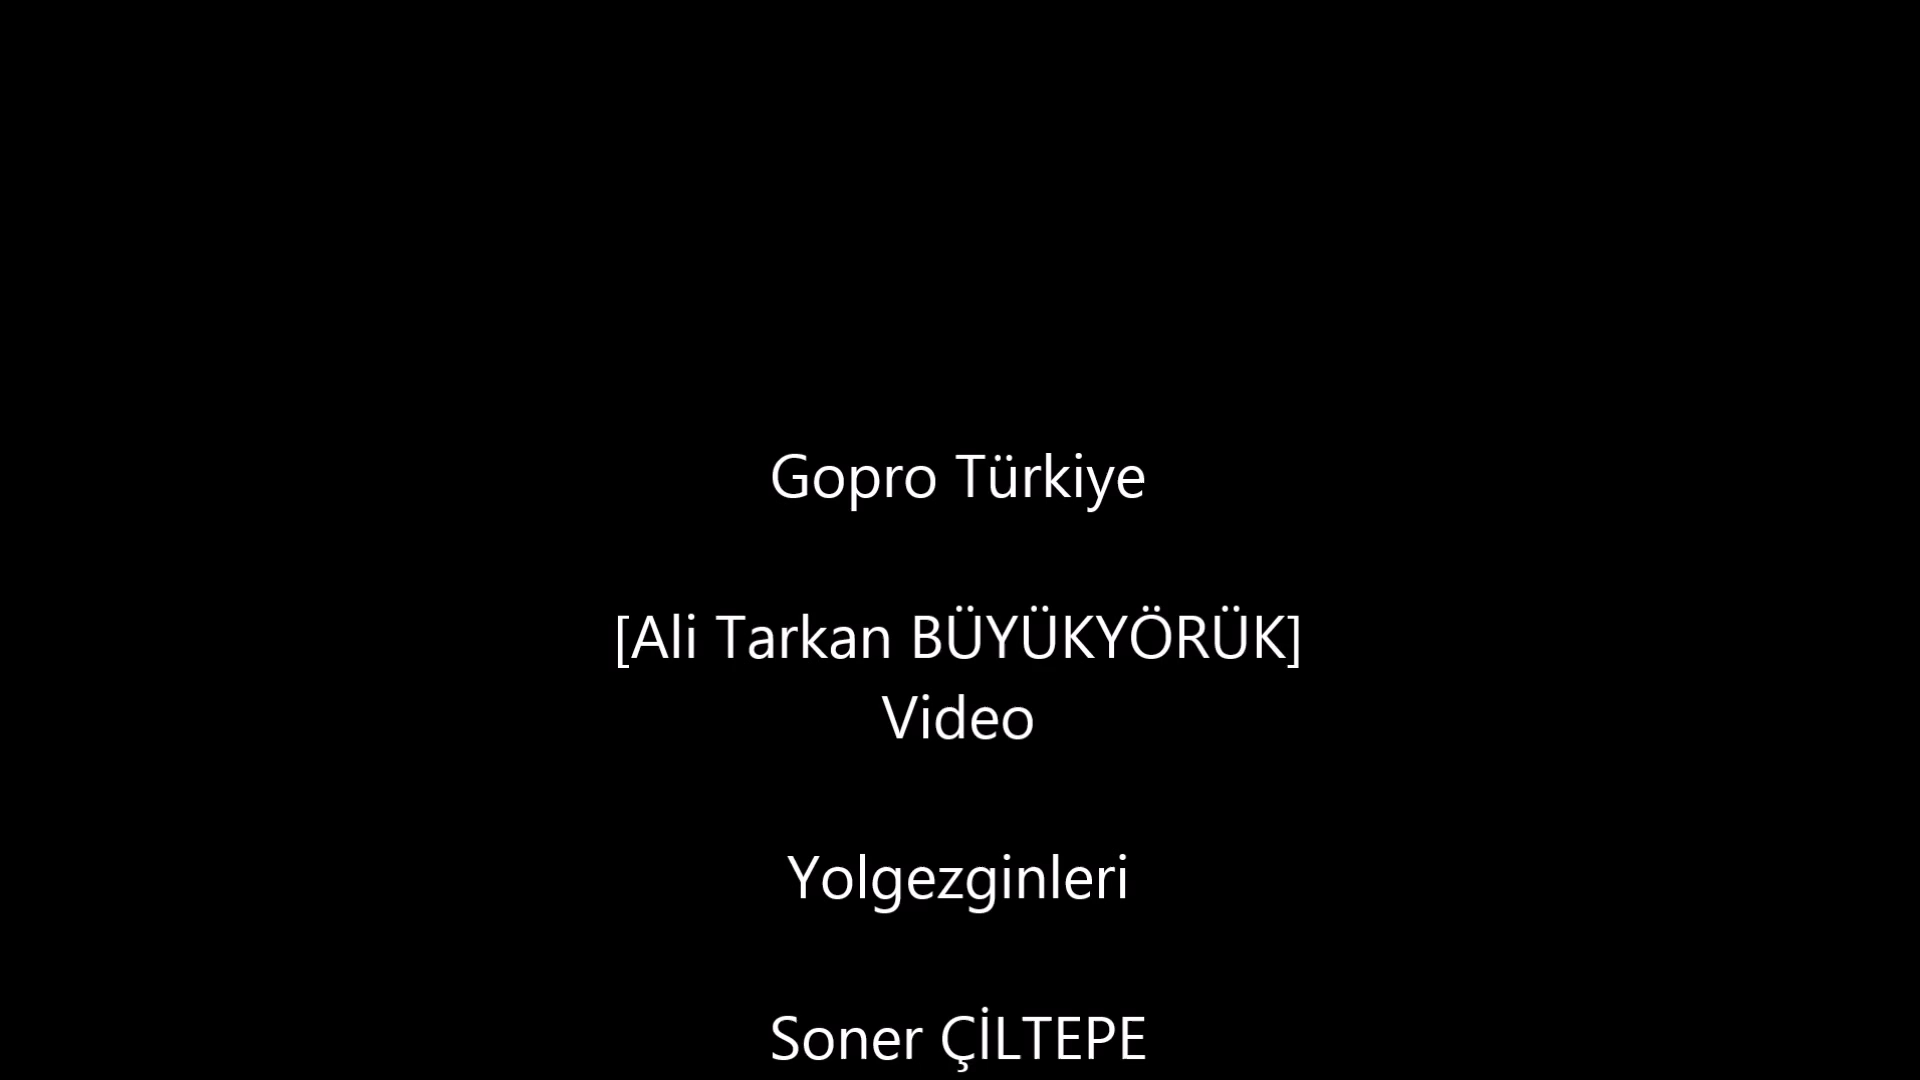 Gopro Türkiye
[Ali Tarkan BÜYÜKYÖRÜK]
Video
Yolgezginleri
Soner ÇİLTEPE